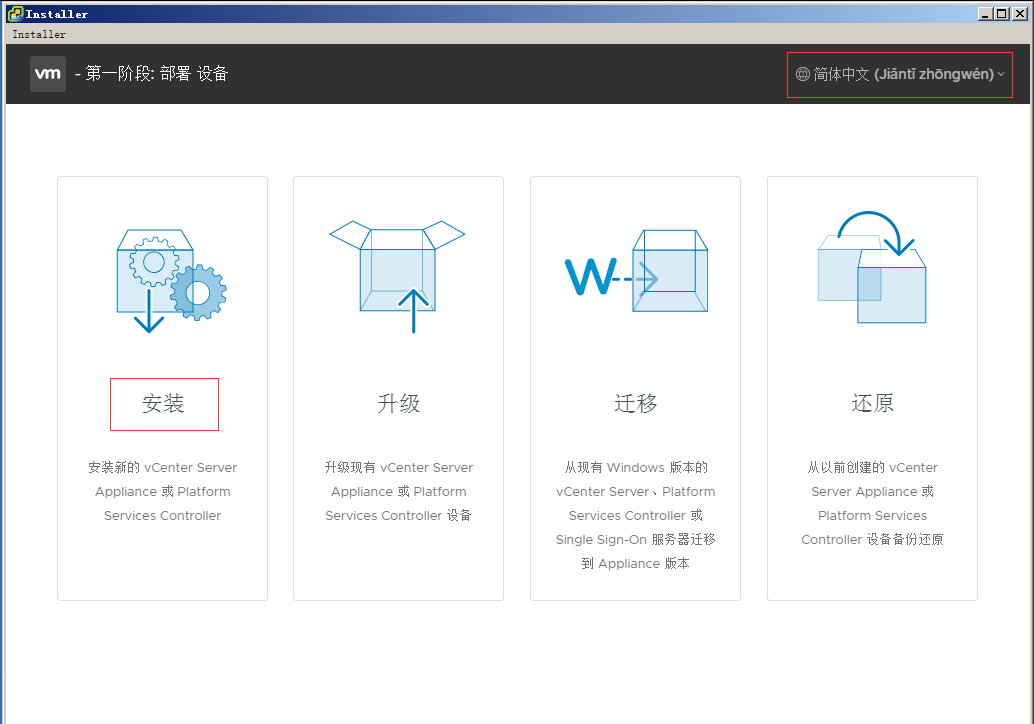 Installer
Installer
vm - 第一阶段: 部署 设备
简体中文 (Jiǎntǐ zhōngwén)
安装
安装新的 vCenter Server
Appliance 或 Platform
Services Controller
升级
升级现有 vCenter Server
Appliance 或 Platform
Services Controller 设备
W
迁移
从现有 Windows 版本的
vCenter Server、Platform
Services Controller 或
Single Sign-On 服务器迁移
到 Appliance 版本
还原
从以前创建的 vCenter
Server Appliance 或
Platform Services
Controller 设备备份还原